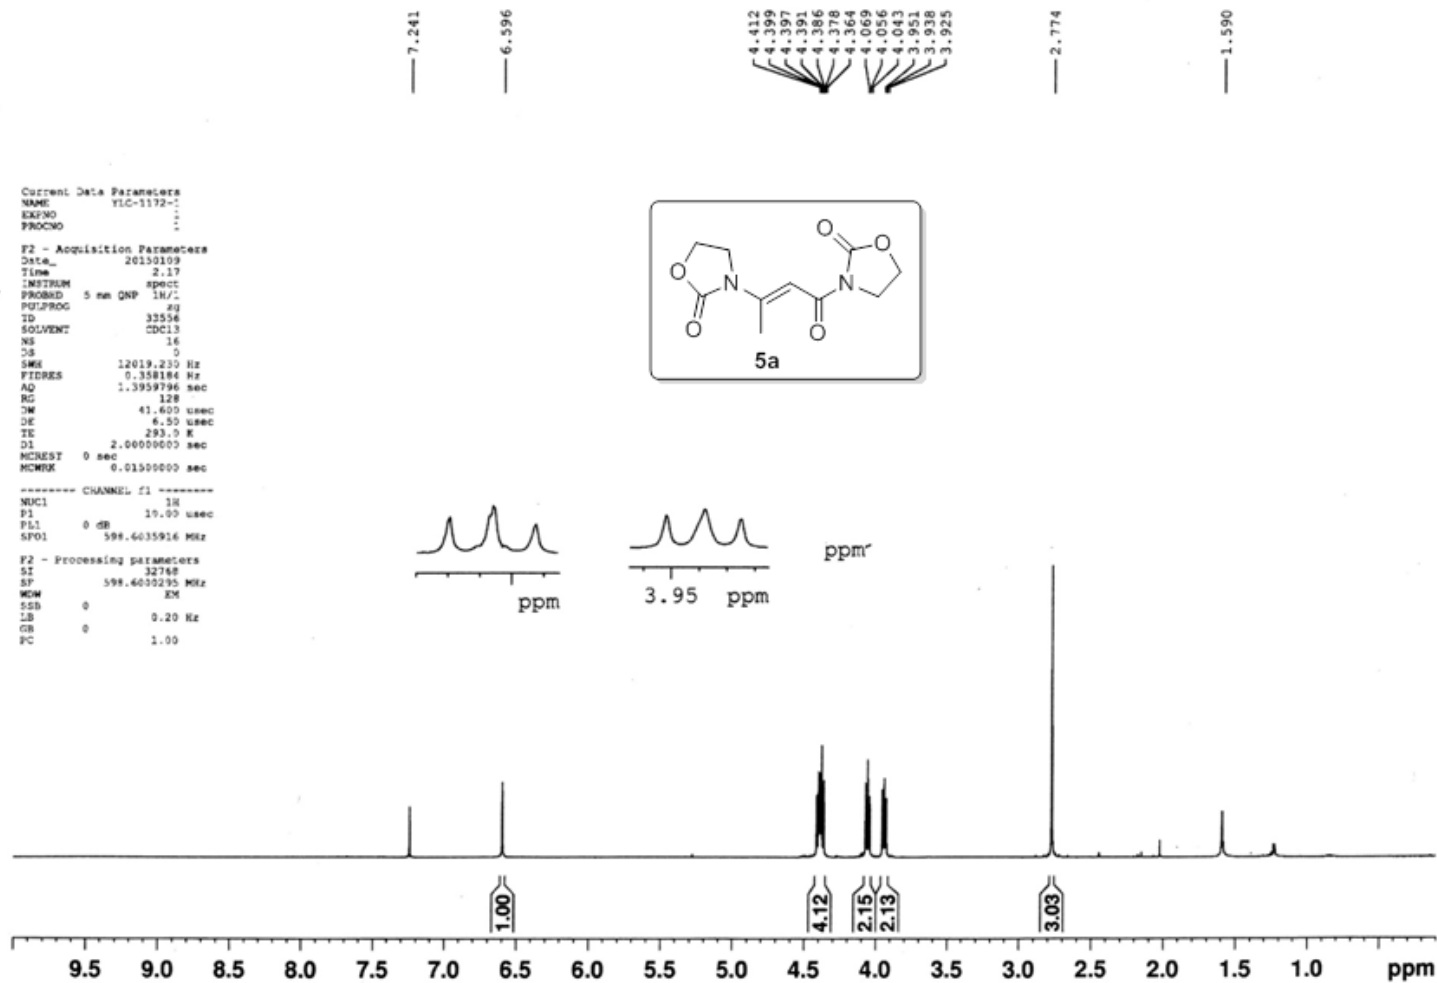 7.241
6.596
4.412
4.399
4.397
4.391
4.386
4.378
4.364
4.069
4.056
4.043
3.951
3.938
3.925
2.774
1.590
Current Data Parameters
NAME YLC-1172-1
EXPNO 1
PROCNO 1
F2 - Acquisition Parameters
Date_ 20150109
Time 2.17
INSTRUM spect
PROBHD 5 mm QNP 1H/1
PULPROG zg
TD 33556
SOLVENT CDCl3
NS 16
DS 0
SWH 12019.230 Hz
FIDRES 0.358184 Hz
AQ 1.3959796 sec
RG 128
DW 41.600 usec
DE 6.50 usec
TE 293.0 K
D1 2.00000000 sec
MCREST 0 sec
MCWRK 0.01500000 sec
======== CHANNEL f1 ========
NUC1 1H
P1 10.00 usec
PL1 0 dB
SFO1 598.6035916 MHz
F2 - Processing parameters
SI 32768
SF 598.6000295 MHz
WDW EM
SSB 0
LB 0.20 Hz
GB 0
PC 1.00
O
N
O
O
N
O
O
5a
ppm
3.95 ppm
ppm
1.00
4.12
2.15
2.13
3.03
9.5 9.0 8.5 8.0 7.5 7.0 6.5 6.0 5.5 5.0 4.5 4.0 3.5 3.0 2.5 2.0 1.5 1.0 ppm